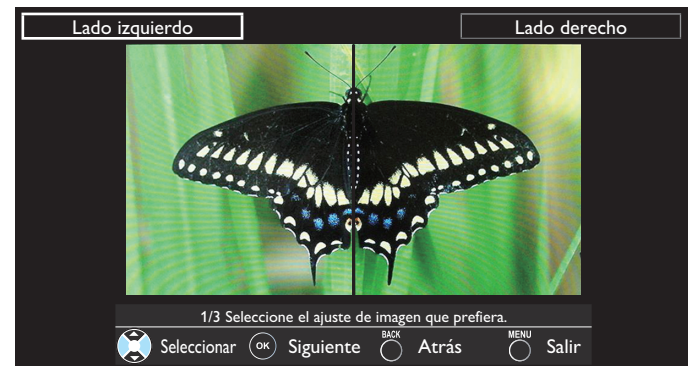 Lado izquierdo
Lado derecho
1/3 Seleccione el ajuste de imagen que prefiera.
Seleccionar OK Siguiente BACK Atrás MENU Salir